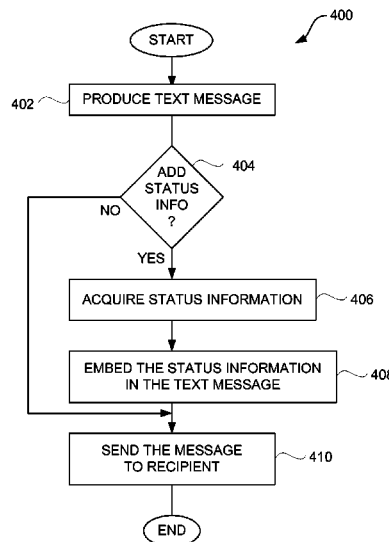 START
400
402
PRODUCE TEXT MESSAGE
404
ADD
STATUS
INFO
?
NO
YES
ACQUIRE STATUS INFORMATION
406
EMBED THE STATUS INFORMATION
IN THE TEXT MESSAGE
408
SEND THE MESSAGE
TO RECIPIENT
410
END